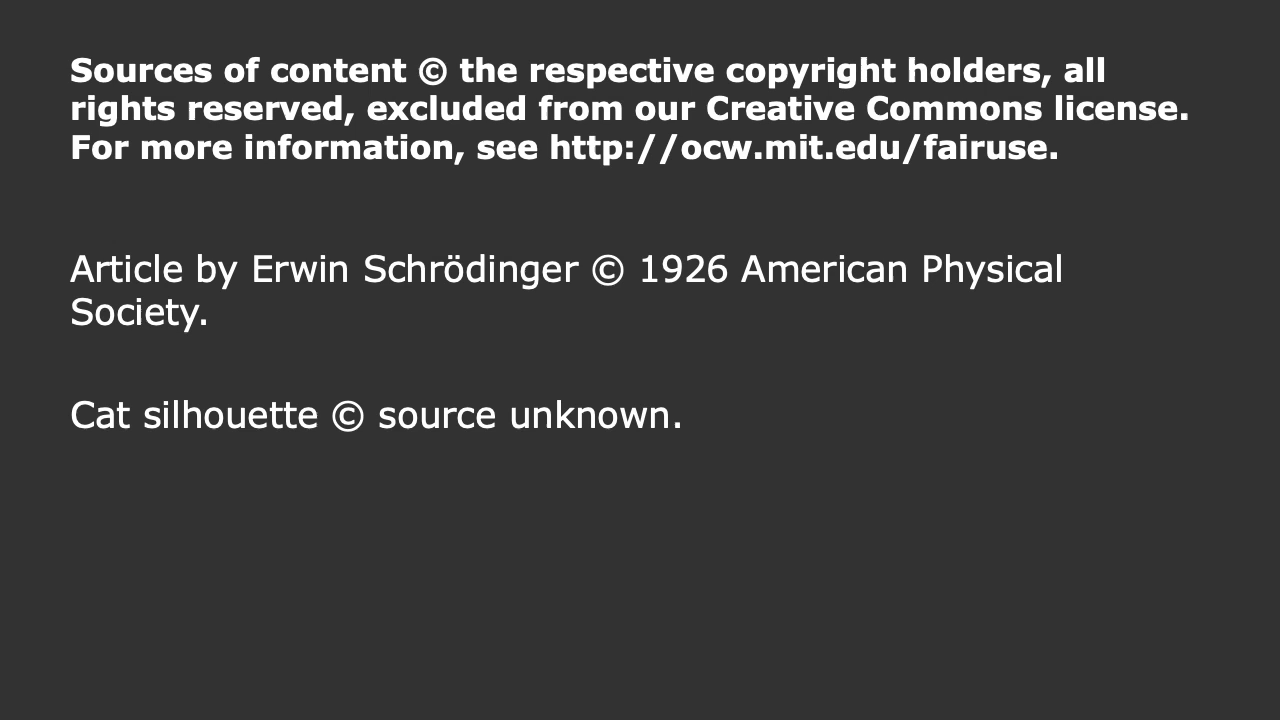 Sources of content © the respective copyright holders, all
rights reserved, excluded from our Creative Commons license.
For more information, see http://ocw.mit.edu/fairuse.
Article by Erwin Schrödinger © 1926 American Physical
Society.
Cat silhouette © source unknown.